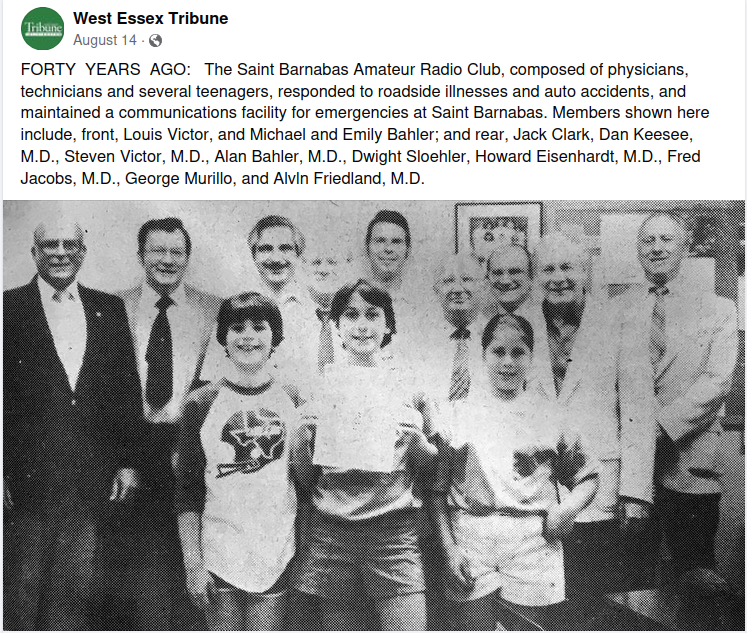 Tribune
West Essex Tribune
August 14 ·
FORTY YEARS AGO: The Saint Barnabas Amateur Radio Club, composed of physicians,
technicians and several teenagers, responded to roadside illnesses and auto accidents, and
maintained a communications facility for emergencies at Saint Barnabas. Members shown here
include, front, Louis Victor, and Michael and Emily Bahler; and rear, Jack Clark, Dan Keesee,
M.D., Steven Victor, M.D., Alan Bahler, M.D., Dwight Sloehler, Howard Eisenhardt, M.D., Fred
Jacobs, M.D., George Murillo, and Alvln Friedland, M.D.